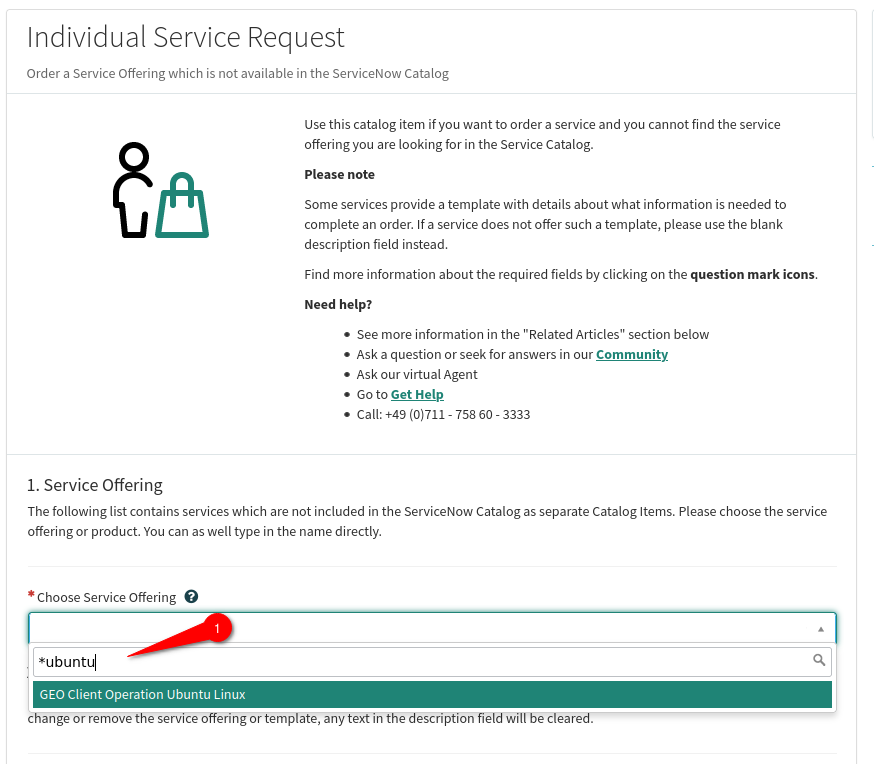 Individual Service Request
Order a Service Offering which is not available in the ServiceNow Catalog
Use this catalog item if you want to order a service and you cannot find the service
offering you are looking for in the Service Catalog.
Please note
Some services provide a template with details about what information is needed to
complete an order. If a service does not offer such a template, please use the blank
description field instead.
Find more information about the required fields by clicking on the question mark icons.
Need help?
• See more information in the "Related Articles" section below
• Ask a question or seek for answers in our Community
• Ask our virtual Agent
• Go to Get Help
• Call: +49 (0)711 - 758 60 - 3333
1. Service Offering
The following list contains services which are not included in the ServiceNow Catalog as separate Catalog Items. Please choose the service
offering or product. You can as well type in the name directly.
* Choose Service Offering ?
1
*ubuntu
GEO Client Operation Ubuntu Linux
change or remove the service offering or template, any text in the description field will be cleared.